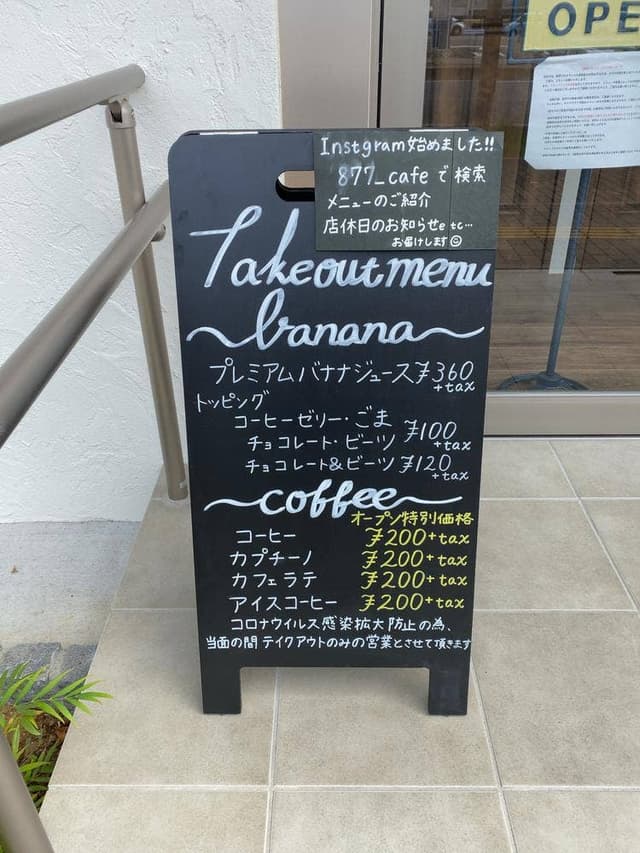 OPE
Instgram始めました!!
877_cafeで検索
メニューのご紹介
店休日のお知らせetc…
お届けします☺
Takeout menu
banana
プレミアムバナナジュース ¥360
+tax
トッピング
コーヒーゼリー・ごま
チョコレート・ビーツ ¥100
+tax
チョコレート&ビーツ ¥120
+tax
coffee
オープン特別価格
コーヒー ¥200+tax
カプチーノ ¥200+tax
カフェラテ ¥200+tax
アイスコーヒー ¥200+tax
コロナウイルス感染拡大防止の為、
当面の間テイクアウトのみの営業とさせて頂きます